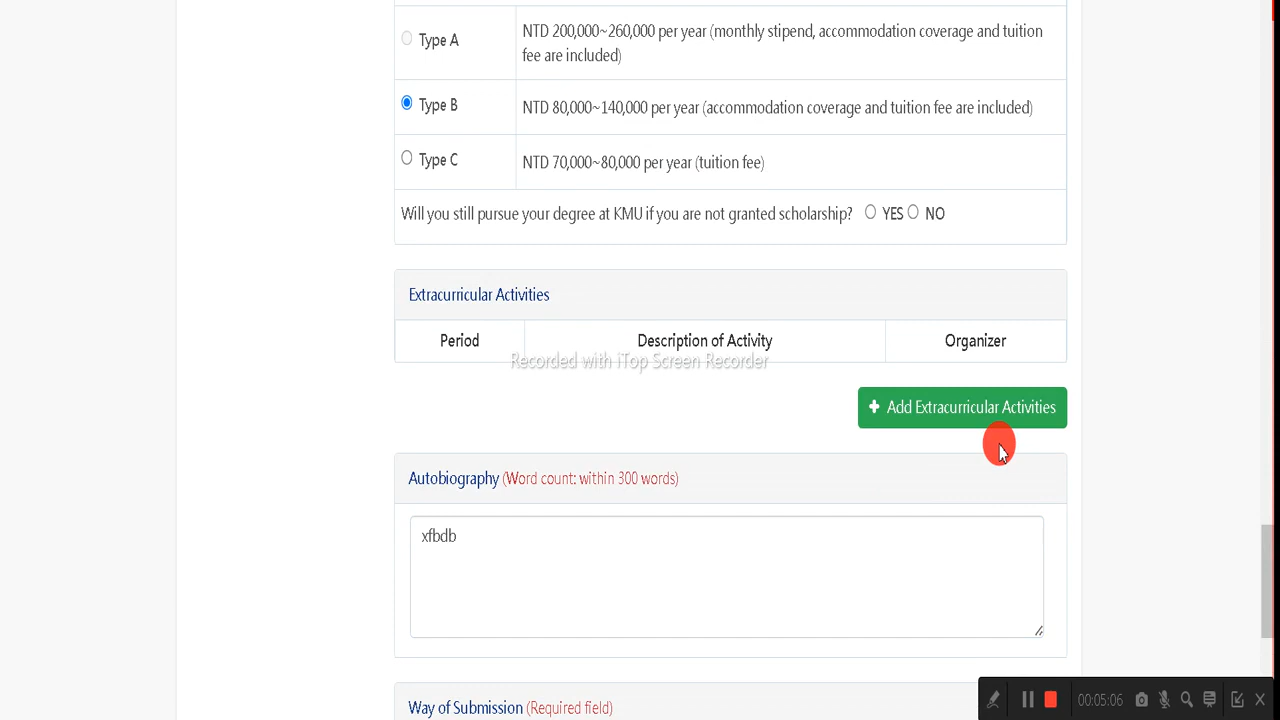 Type A
NTD 200,000~260,000 per year (monthly stipend, accommodation coverage and tuition
fee are included)
Type B
NTD 80,000~140,000 per year (accommodation coverage and tuition fee are included)
Type C
NTD 70,000~80,000 per year (tuition fee)
Will you still pursue your degree at KMU if you are not granted scholarship? YES NO
Extracurricular Activities
Period Description of Activity Organizer
Recorded with iTop Screen Recorder
+ Add Extracurricular Activities
Autobiography (Word count: within 300 words)
xfbdb
Way of Submission (Required field)
00:05:06